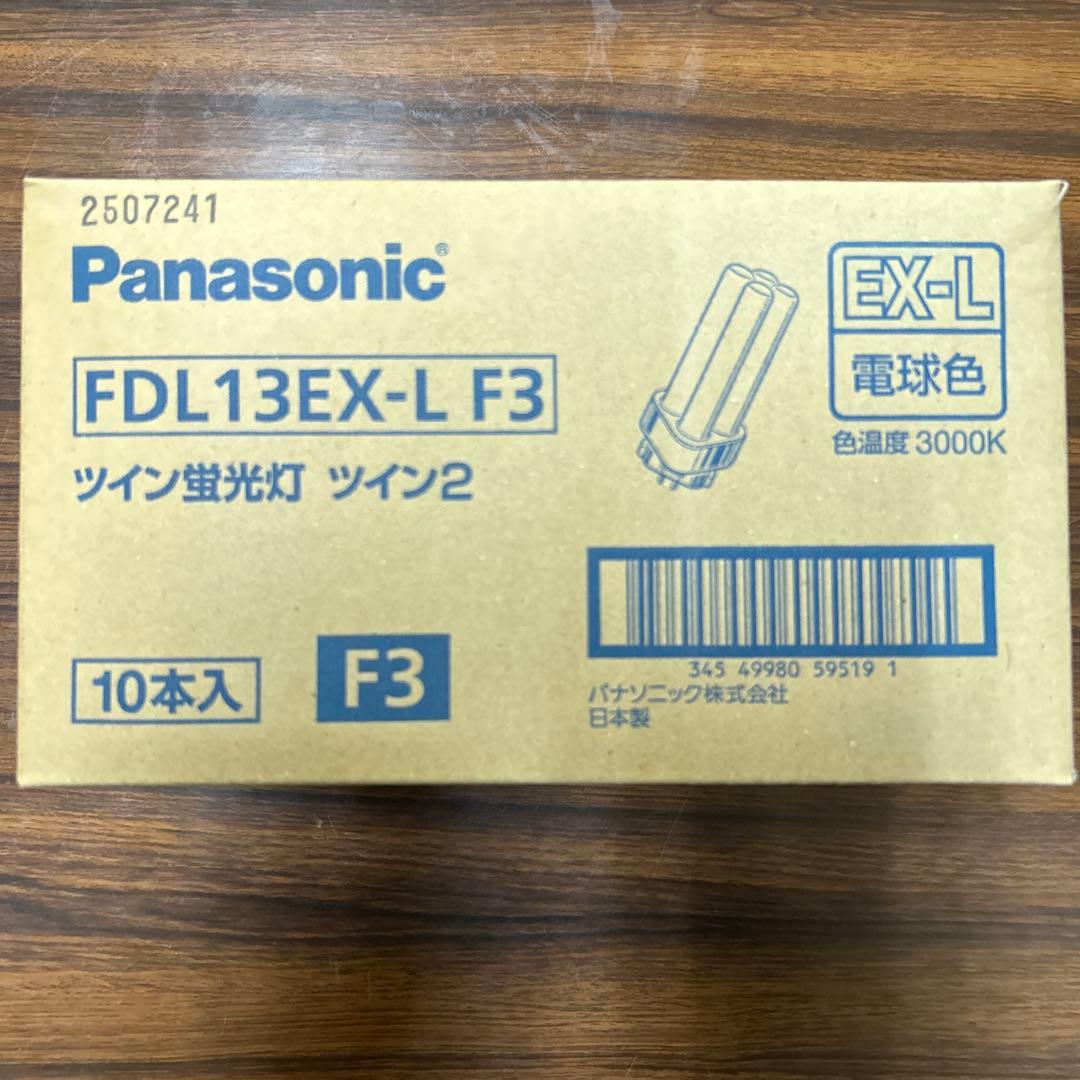 2507241
Panasonic®
FDL13EX-L F3
ツイン蛍光灯 ツイン2
EX-L
電球色
色温度 3000K
10本入
F3
345 49980 59519 1
パナソニック株式会社
日本製